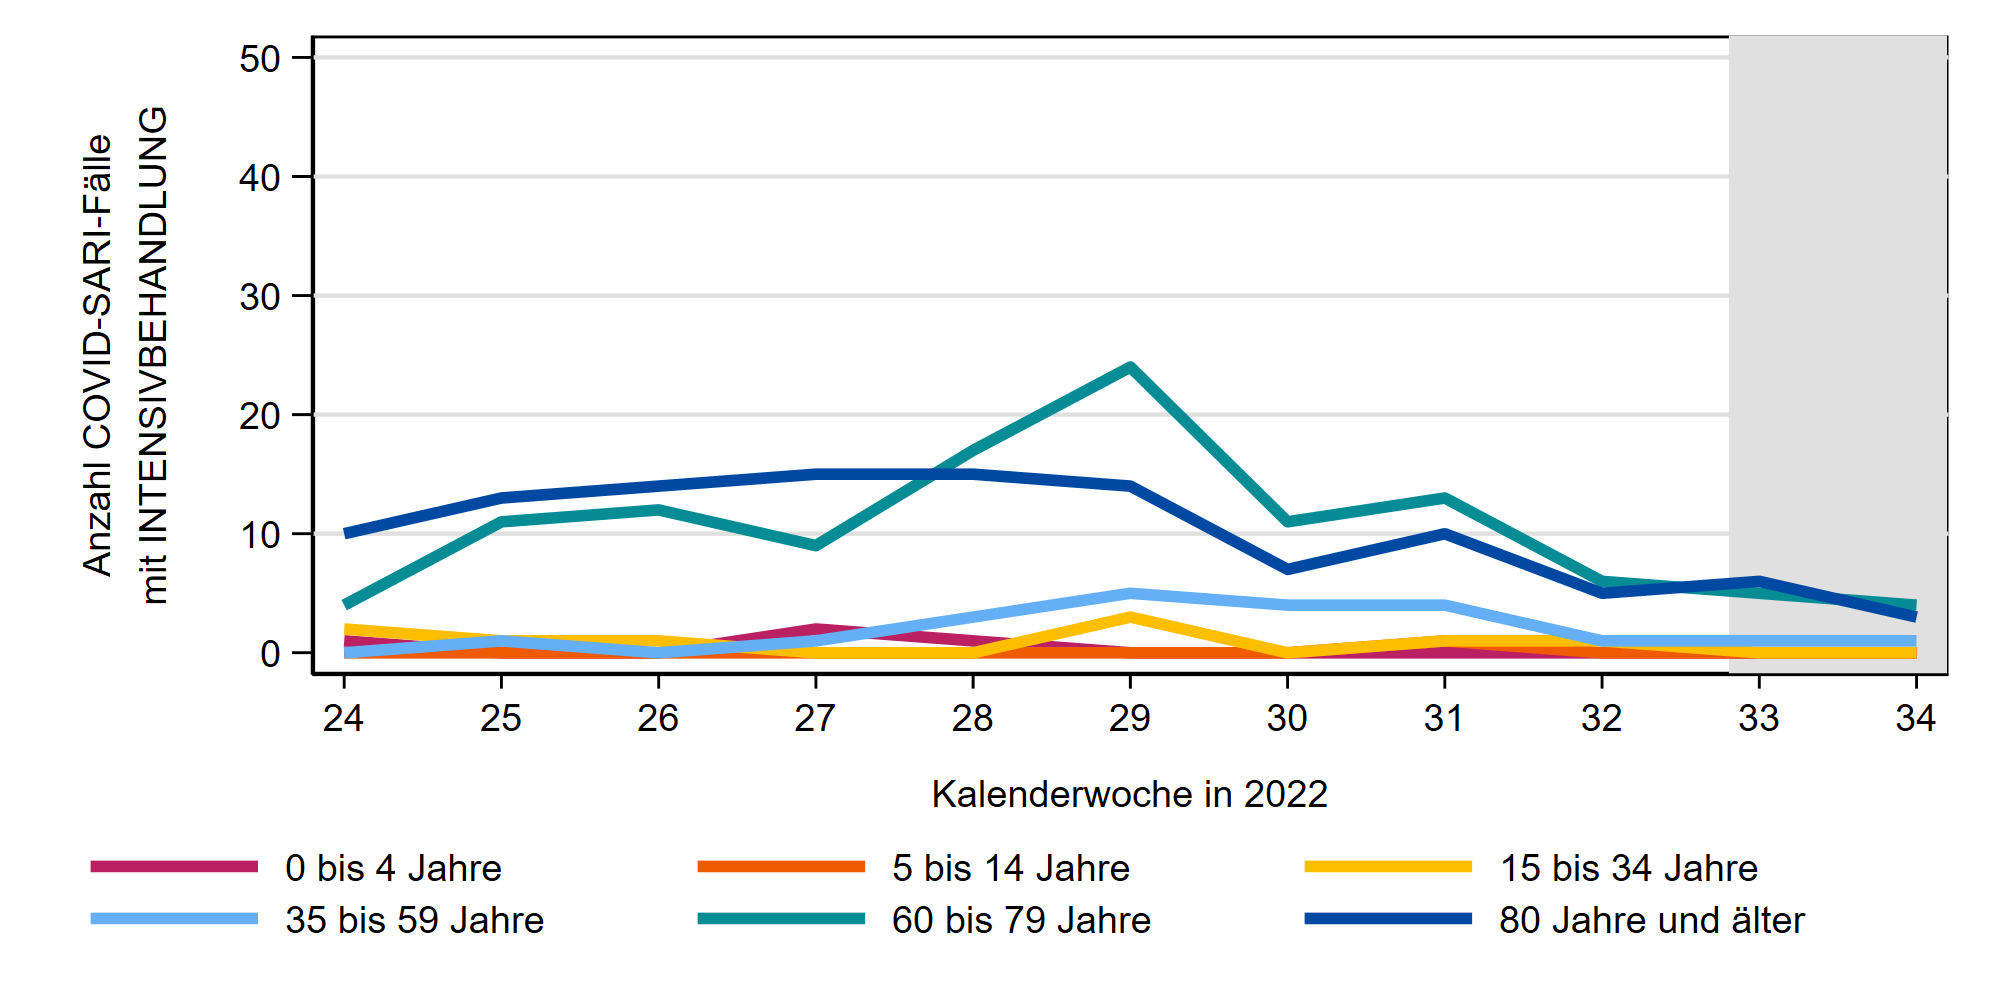 50
40
30
20
10
0
Anzahl COVID-SARI-Fälle
mit INTENSIVBEHANDLUNG
24 25 26 27 28 29 30 31 32 33 34
Kalenderwoche in 2022
0 bis 4 Jahre 5 bis 14 Jahre 15 bis 34 Jahre
35 bis 59 Jahre 60 bis 79 Jahre 80 Jahre und älter